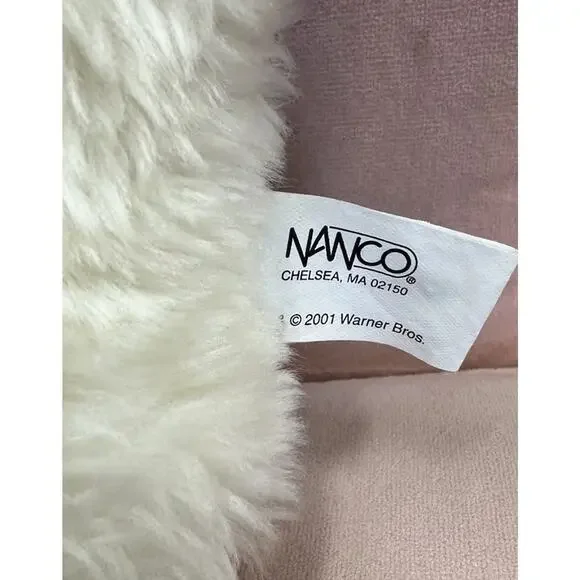 NANCO®
CHELSEA, MA 02150
© 2001 Warner Bros.